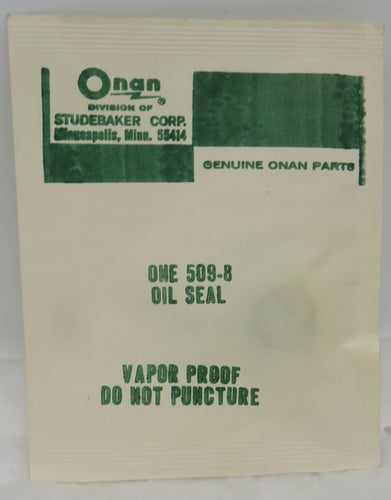 Onan
DIVISION OF
STUDEBAKER CORP.
Minneapolis, Minn. 55414
GENUINE ONAN PARTS
ONE 509-8
OIL SEAL
VAPOR PROOF
DO NOT PUNCTURE